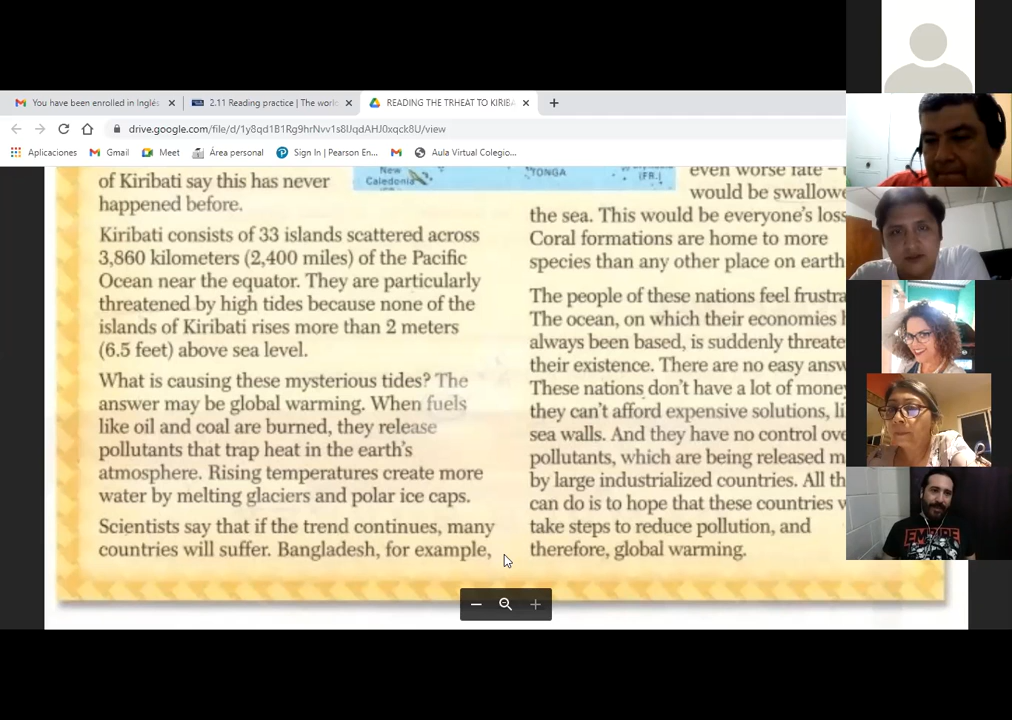 You have been enrolled in Inglés
2.11 Reading practice | The world
READING THE TRHEAT TO KIRIBA
drive.google.com/file/d/1y8qd1B1Rg9hrNvv1s8IJqdAHJ0xqck8U/view
Aplicaciones
Gmail
Meet
Área personal
Sign In | Pearson En...
Aula Virtual Colegio...
of Kiribati say this has never
happened before.
Kiribati consists of 33 islands scattered across
3,860 kilometers (2,400 miles) of the Pacific
Ocean near the equator. They are particularly
threatened by high tides because none of the
islands of Kiribati rises more than 2 meters
(6.5 feet) above sea level.
What is causing these mysterious tides? The
answer may be global warming. When fuels
like oil and coal are burned, they release
pollutants that trap heat in the earth's
atmosphere. Rising temperatures create more
water by melting glaciers and polar ice caps.
Scientists say that if the trend continues, many
countries will suffer. Bangladesh, for example,
New
Caledonia
TONGA
(FR.)
even worse fate –
would be swallowe
the sea. This would be everyone's loss
Coral formations are home to more
species than any other place on earth
The people of these nations feel frustra
The ocean, on which their economies h
always been based, is suddenly threate
their existence. There are no easy answ
These nations don't have a lot of money
they can't afford expensive solutions, li
sea walls. And they have no control ove
pollutants, which are being released m
by large industrialized countries. All th
can do is to hope that these countries w
take steps to reduce pollution, and
therefore, global warming.